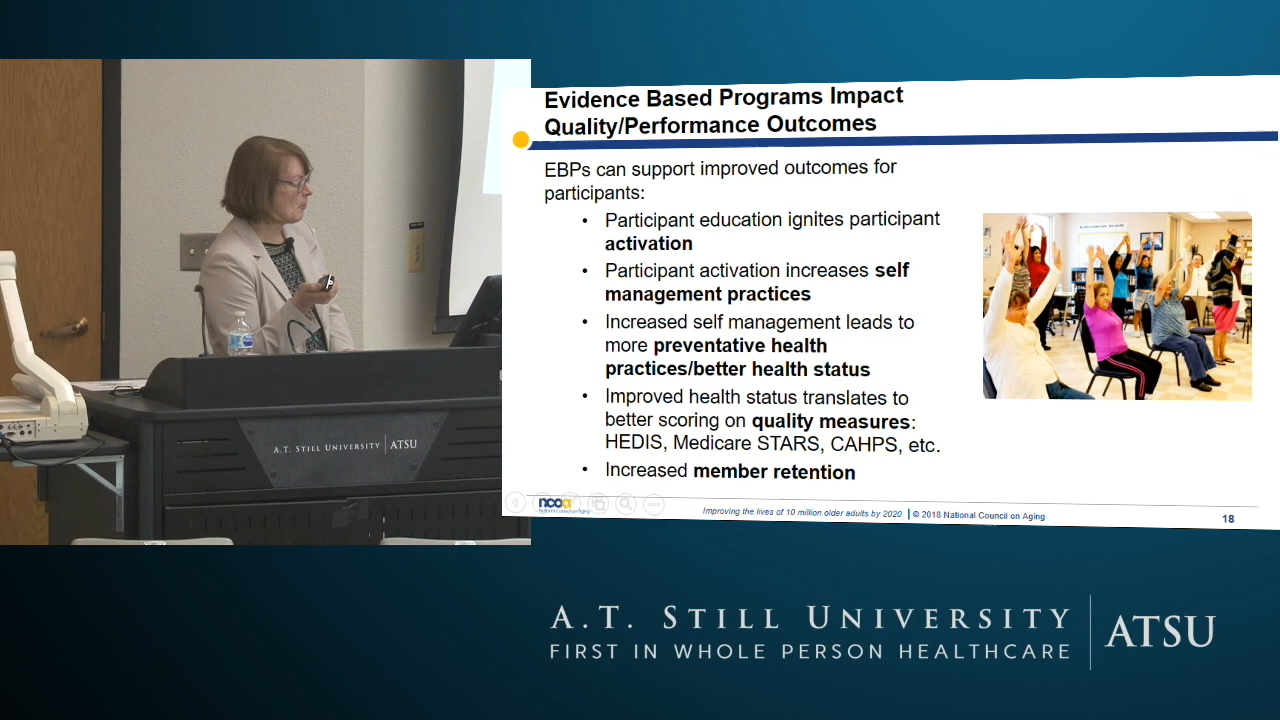 Evidence Based Programs Impact
Quality/Performance Outcomes
EBPs can support improved outcomes for
participants:
• Participant education ignites participant
activation
• Participant activation increases self
management practices
• Increased self management leads to
more preventative health
practices/better health status
• Improved health status translates to
better scoring on quality measures:
HEDIS, Medicare STARS, CAHPS, etc.
• Increased member retention
ncoa
National Council on Aging
Improving the lives of 10 million older adults by 2020 | © 2018 National Council on Aging
18
A.T. STILL UNIVERSITY | ATSU
A.T. STILL UNIVERSITY
FIRST IN WHOLE PERSON HEALTHCARE
ATSU